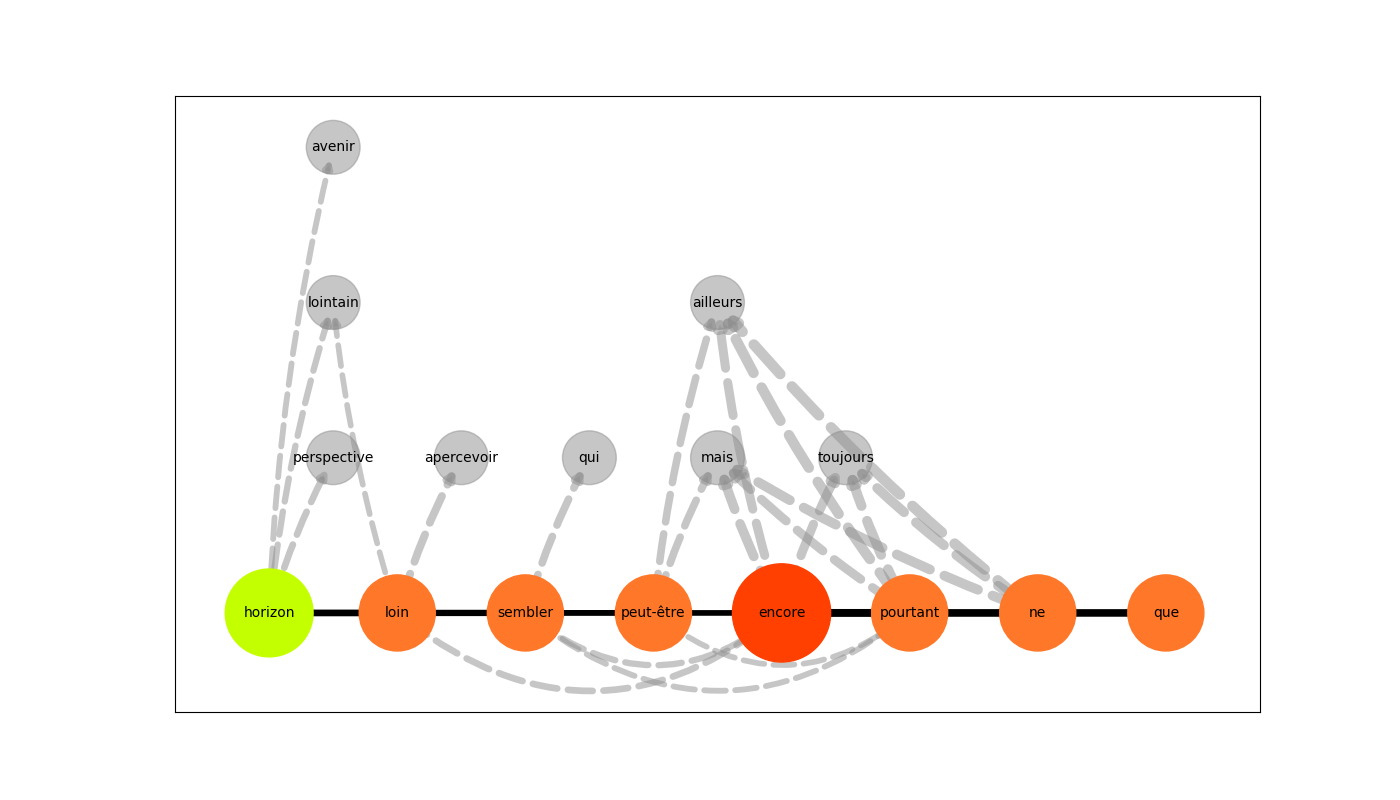 avenir
lointain
ailleurs
perspective
apercevoir
qui
mais
toujours
horizon
loin
sembler
peut-être
encore
pourtant
ne
que